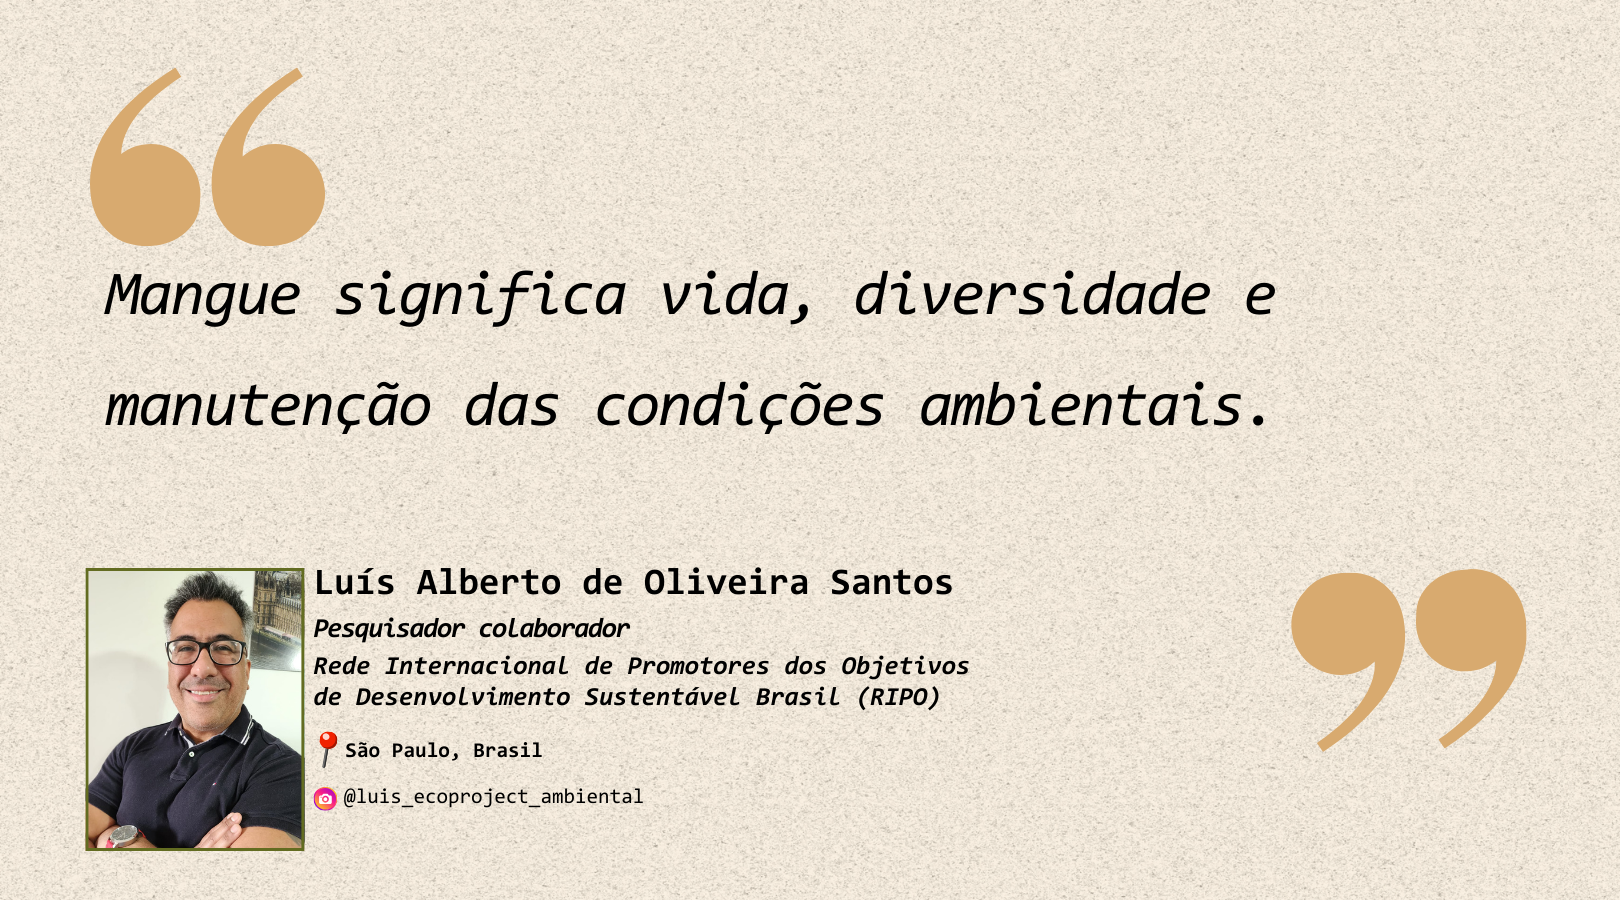 Mangue significa vida, diversidade e
manutenção das condições ambientais.
Luís Alberto de Oliveira Santos
Pesquisador colaborador
Rede Internacional de Promotores dos Objetivos
de Desenvolvimento Sustentável Brasil (RIPO)
São Paulo, Brasil
@luis_ecoproject_ambiental